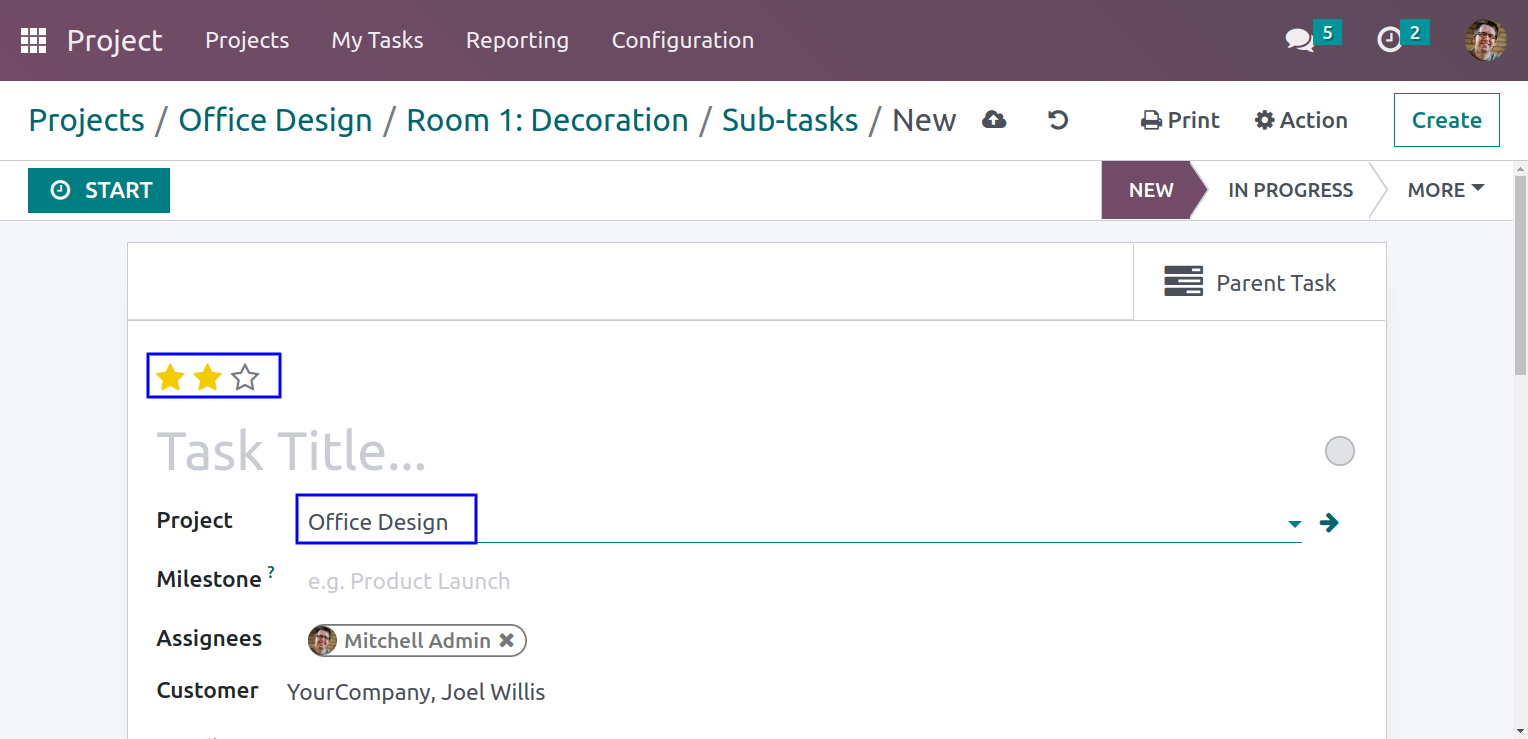 Project Projects My Tasks Reporting Configuration 5 2
Projects / Office Design / Room 1: Decoration / Sub-tasks / New Print Action Create
START NEW IN PROGRESS MORE
Parent Task
Task Title...
Project Office Design
Milestone ? e.g. Product Launch
Assignees Mitchell Admin
Customer YourCompany, Joel Willis